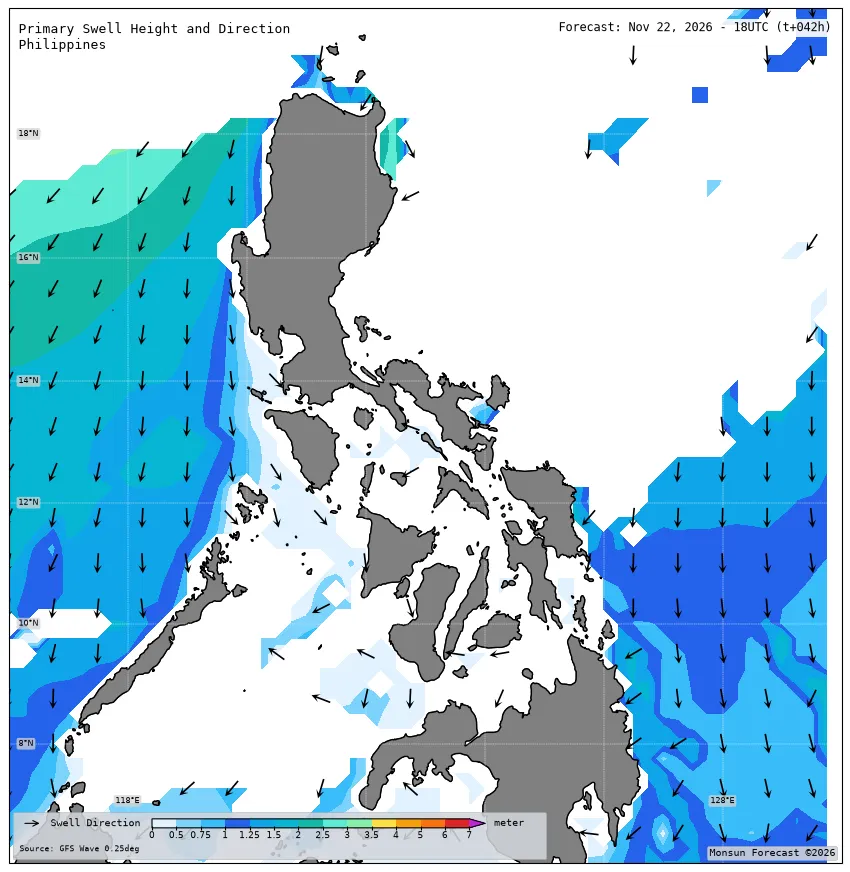 Primary Swell Height and Direction
Philippines
Forecast: Nov 22, 2026 - 18UTC (t+042h)
18°N
16°N
14°N
12°N
10°N
8°N
118°E
128°E
Swell Direction
0 0.5 0.75 1 1.25 1.5 2 2.5 3 3.5 4 5 6 7
meter
Source: GFS Wave 0.25deg
Monsun Forecast ©2026